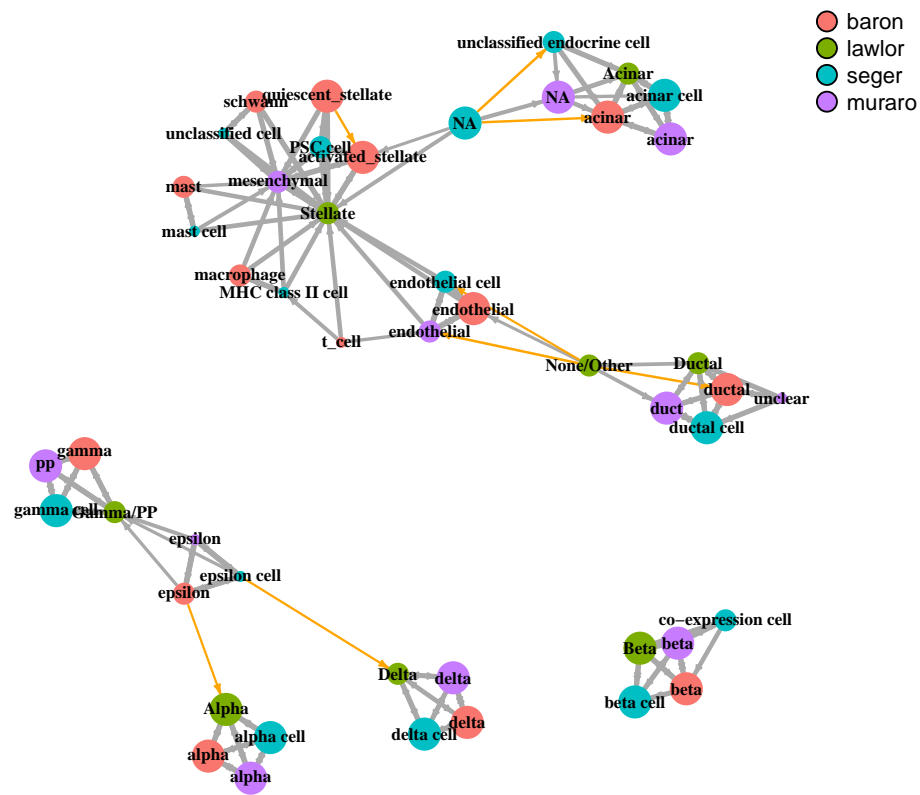 baron
lawlor
seger
muraro
unclassified endocrine cell
Acinar
NA
acinar cell
acinar
NA
acinar
quiescent_stellate
schwann
unclassified cell
PSC cell
activated_stellate
mesenchymal
mast
Stellate
mast cell
macrophage
MHC class II cell
endothelial cell
endothelial
endothelial
t_cell
None/Other
Ductal
ductal
unclear
duct
ductal cell
gamma
pp
gamma cell
Gamma/PP
epsilon
epsilon cell
epsilon
co−expression cell
Beta
beta
beta
beta cell
Delta
delta
delta
delta cell
Alpha
alpha cell
alpha
alpha